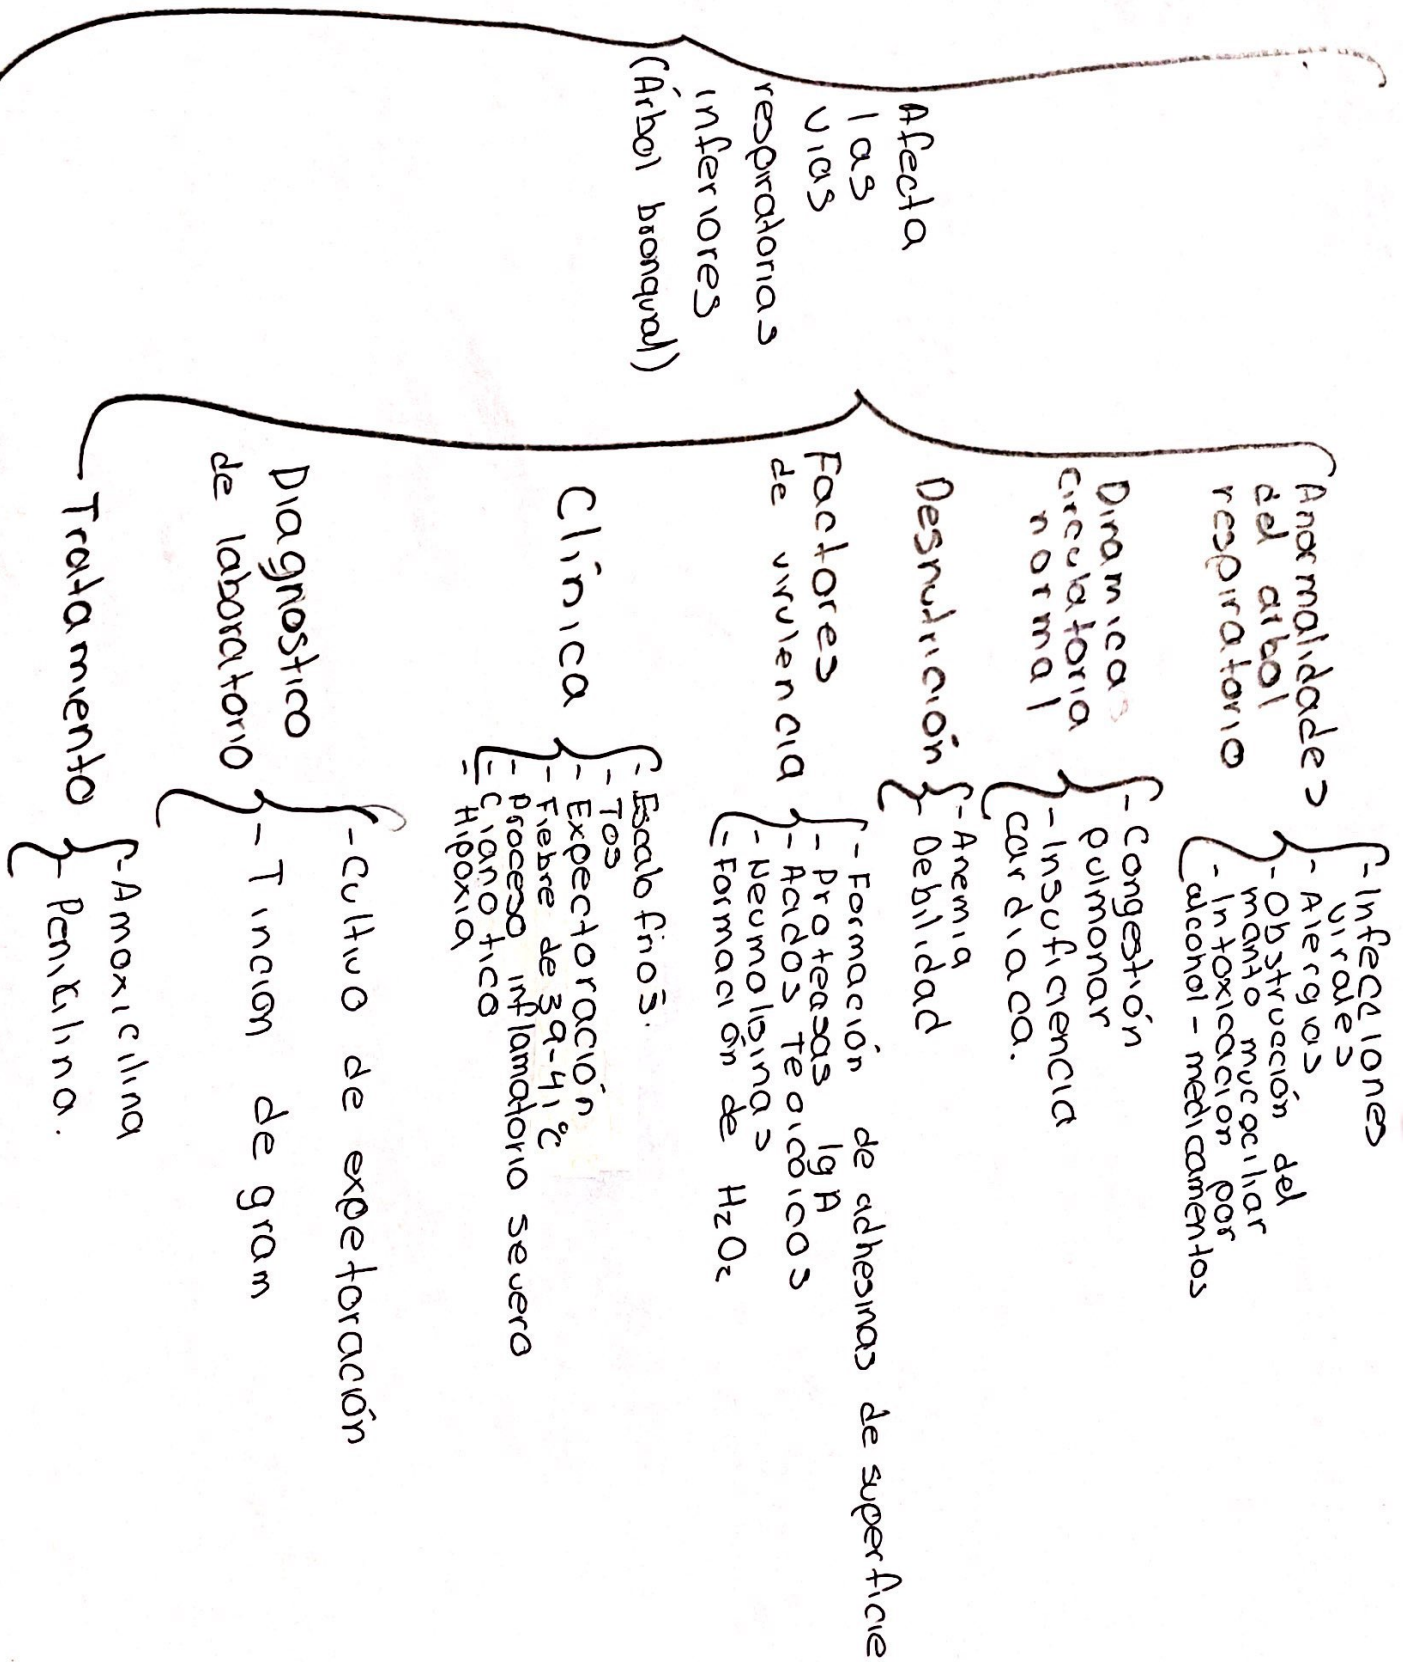 Afecta
las
vias
respiratorias
inferiores
(Árbol bronquial)
Anormalidades
del arbol
respiratorio
-Infecciones
virales
- Alergias
-Obstrucción del
manto mucociliar
- Intoxicación por
alcohol - medicamentos
Dinamica
circulatoria
normal
- Congestión
pulmonar
- Insuficiencia
cardiaca.
Desnutrición
- Anemia
- Debilidad
Factores
de virulencia
- Formación de adhesinas de superficie
- Proteasas IgA
- Acidos Teoicóicos
- Neumolisinas
- Formación de H₂O₂
Clínica
- Escalofrios.
- Tos
- Expectoración
- Fiebre de 39-41 °C
- Proceso inflamatorio severo
- Cianotico
- Hipoxia
Diagnostico
de laboratorio
- Cultivo de expetoración
- Tincion de gram
Tratamiento
- Amoxicilina
- Penicilina.